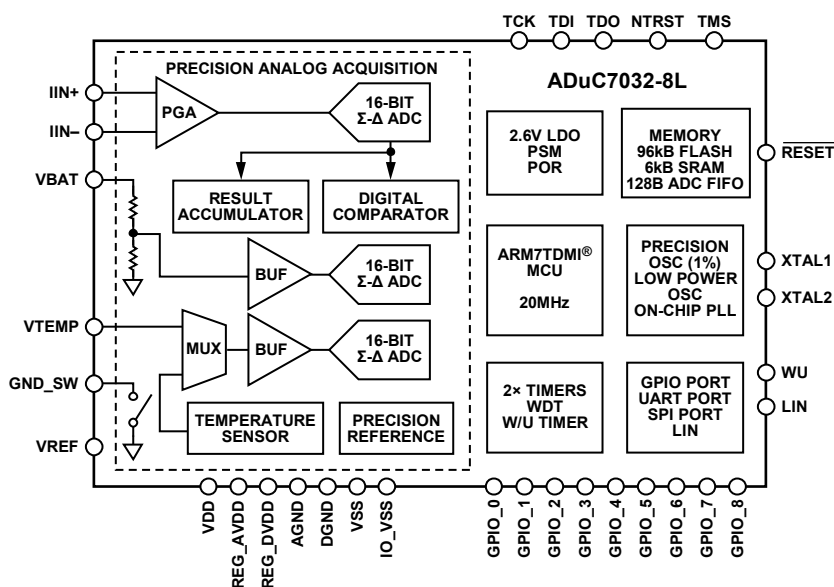 TCK TDI TDO NTRST TMS
PRECISION ANALOG ACQUISITION
ADuC7032-8L
IIN+
IIN–
VBAT
VTEMP
GND_SW
VREF
PGA
16-BIT
Σ-Δ ADC
RESULT
ACCUMULATOR
DIGITAL
COMPARATOR
BUF
16-BIT
Σ-Δ ADC
MUX
BUF
16-BIT
Σ-Δ ADC
TEMPERATURE
SENSOR
PRECISION
REFERENCE
2.6V LDO
PSM
POR
MEMORY
96kB FLASH
6kB SRAM
128B ADC FIFO
ARM7TDMI®
MCU
20MHz
PRECISION
OSC (1%)
LOW POWER
OSC
ON-CHIP PLL
2× TIMERS
WDT
W/U TIMER
GPIO PORT
UART PORT
SPI PORT
LIN
RESET
XTAL1
XTAL2
WU
LIN
VDD
REG_AVDD
REG_DVDD
AGND
DGND
VSS
IO_VSS
GPIO_0
GPIO_1
GPIO_2
GPIO_3
GPIO_4
GPIO_5
GPIO_6
GPIO_7
GPIO_8